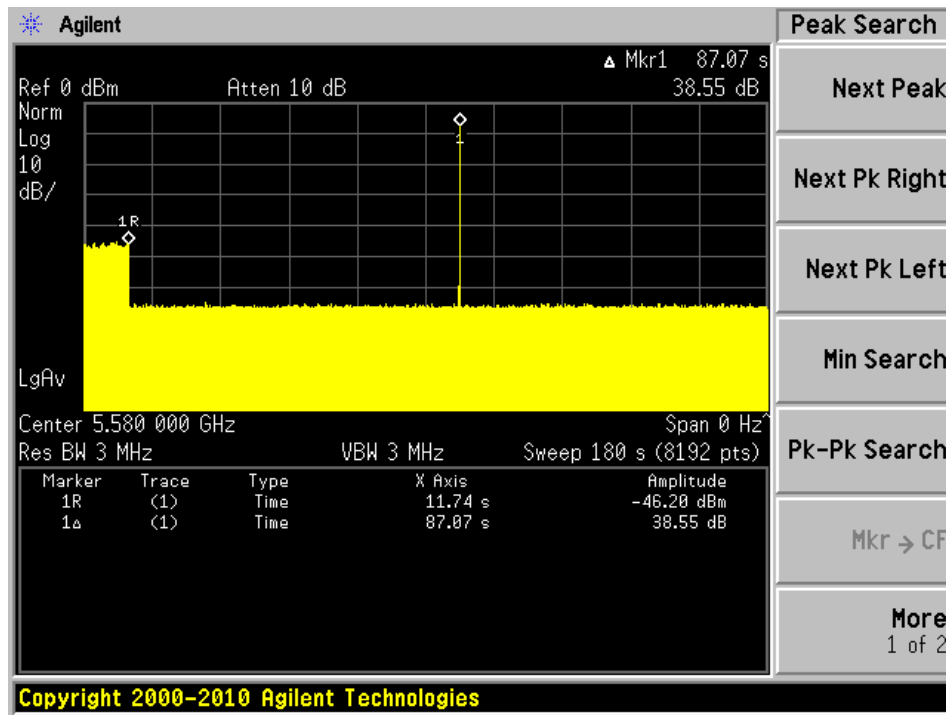 Agilent
Peak Search
Δ Mkr1 87.07 s
Ref 0 dBm Atten 10 dB 38.55 dB
Norm
Log
10
dB/
1R
1
LgAv
Center 5.580 000 GHz Span 0 Hz^
Res BW 3 MHz VBW 3 MHz Sweep 180 s (8192 pts)
Marker Trace Type X Axis Amplitude
1R (1) Time 11.74 s -46.20 dBm
1Δ (1) Time 87.07 s 38.55 dB
Next Peak
Next Pk Right
Next Pk Left
Min Search
Pk-Pk Search
Mkr → CF
More
1 of 2
Copyright 2000-2010 Agilent Technologies